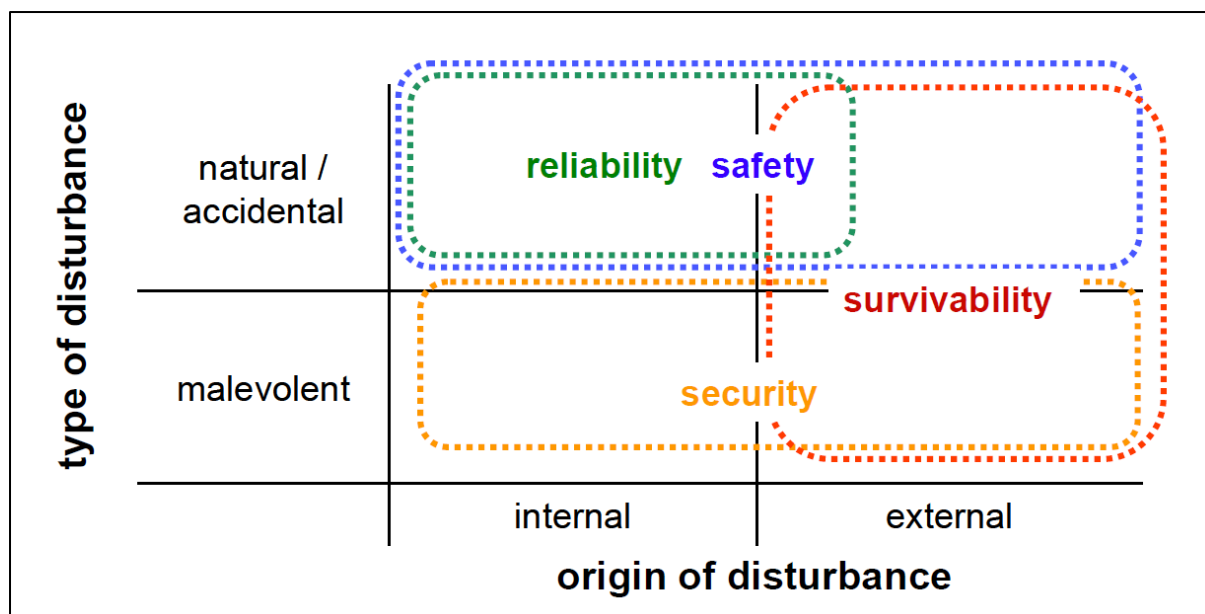 type of disturbance
natural /
accidental
reliability
safety
survivability
malevolent
security
internal
external
origin of disturbance